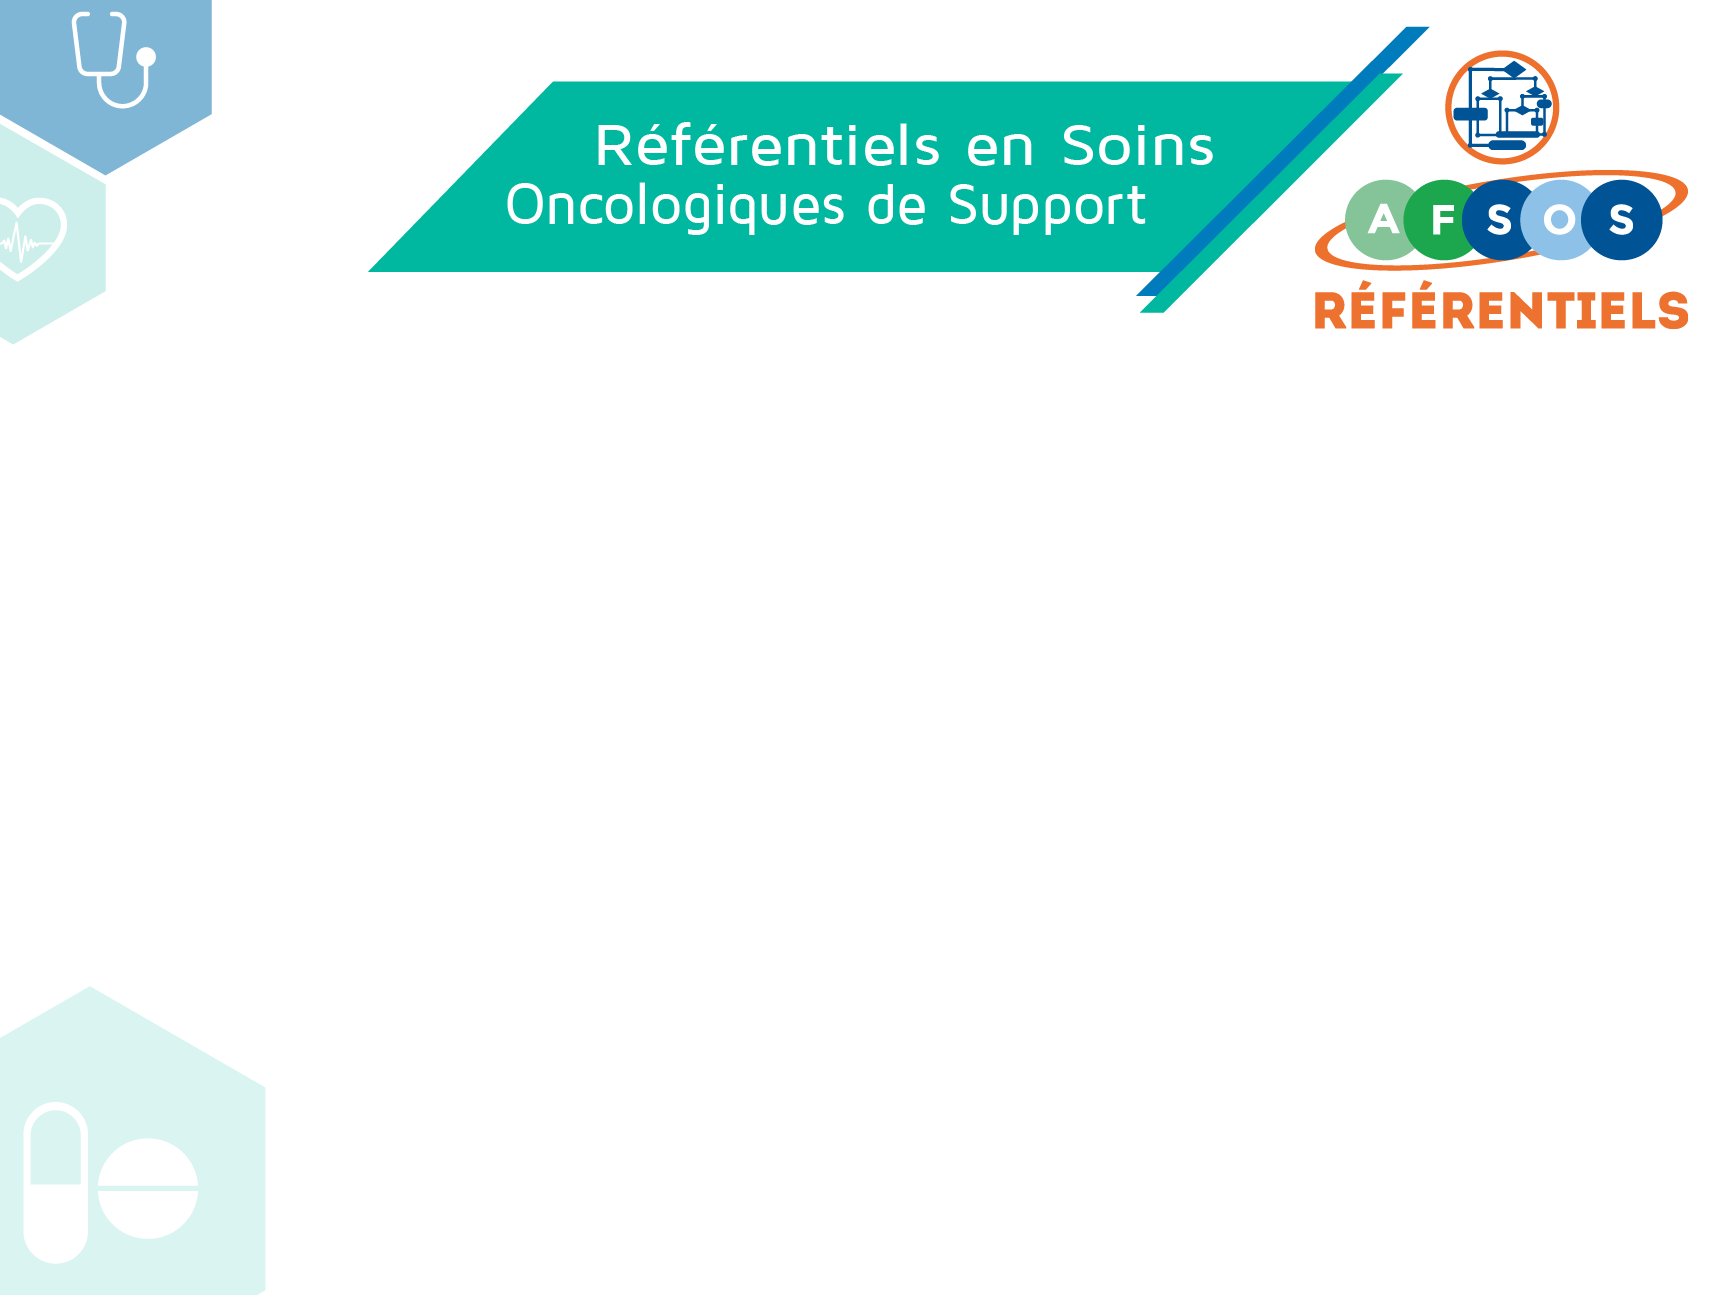 Référentiels en Soins
Oncologiques de Support
AFSOS
RÉFÉRENTIELS